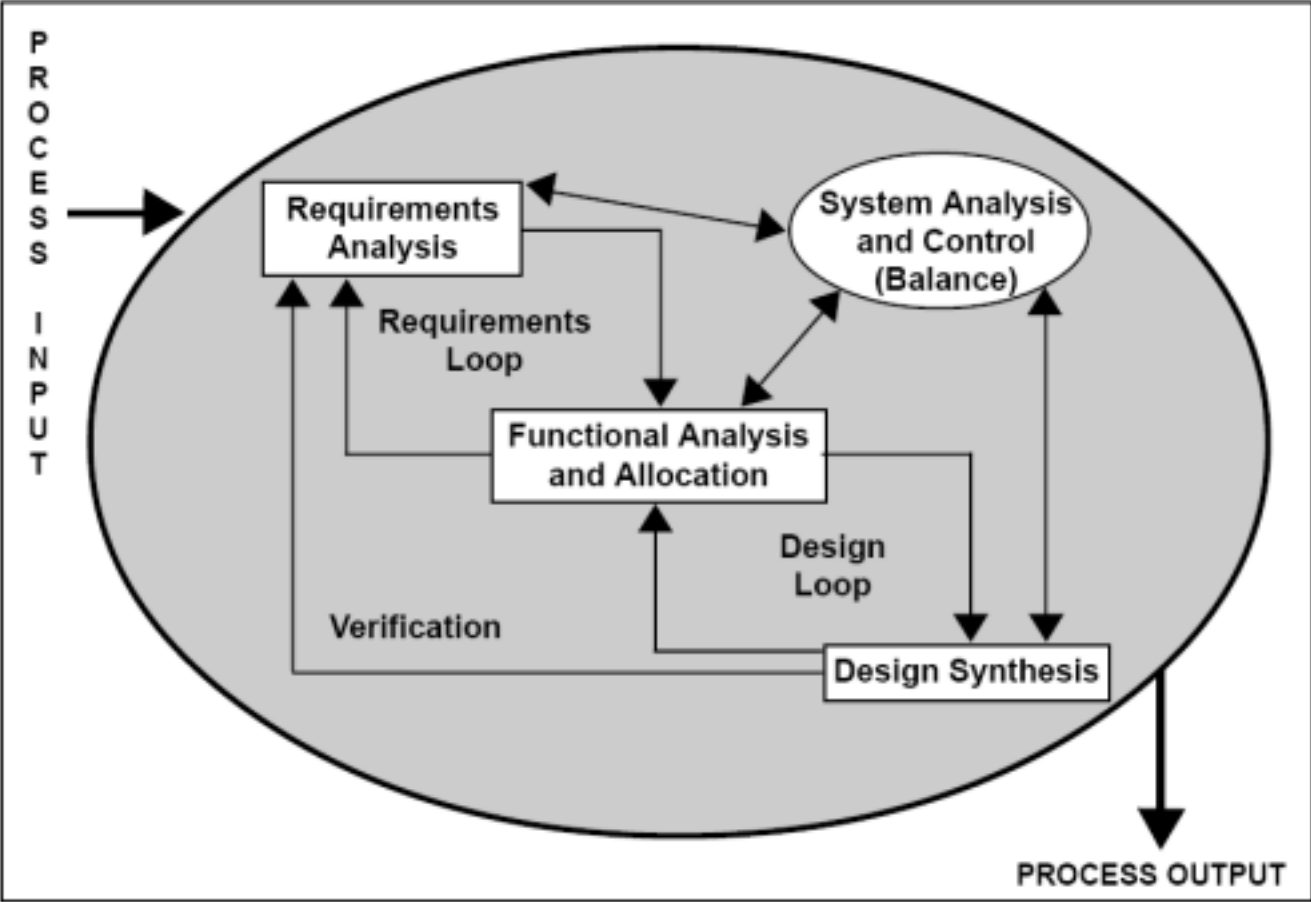 PROCESS INPUT
Requirements
Analysis
System Analysis
and Control
(Balance)
Requirements
Loop
Functional Analysis
and Allocation
Design
Loop
Verification
Design Synthesis
PROCESS OUTPUT